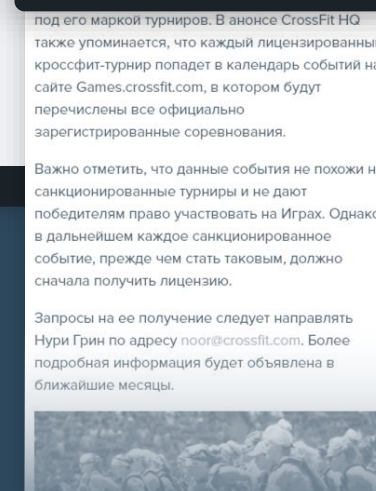 под его маркой турниров. В анонсе CrossFit HQ
также упоминается, что каждый лицензированны
кроссфит-турнир попадет в календарь событий н
сайте Games.crossfit.com, в котором будут
перечислены все официально
зарегистрированные соревнования.
Важно отметить, что данные события не похожи н
санкционированные турниры и не дают
победителям право участвовать на Играх. Однако
в дальнейшем каждое санкционированное
событие, прежде чем стать таковым, должно
сначала получить лицензию.
Запросы на ее получение следует направлять
Нури Грин по адресу noor@crossfit.com. Более
подробная информация будет объявлена в
ближайшие месяцы.